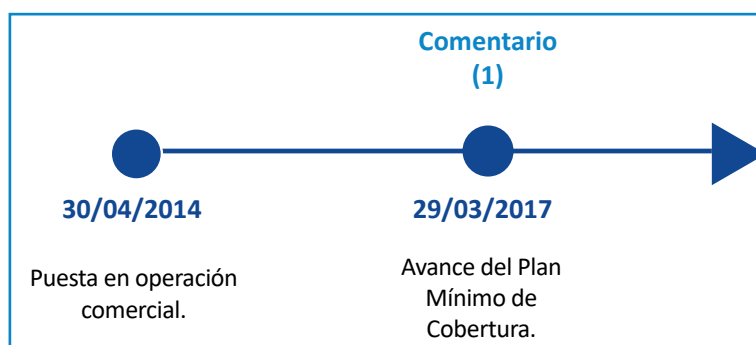 Comentario
(1)
30/04/2014
29/03/2017
Puesta en operación
comercial.
Avance del Plan
Mínimo de
Cobertura.